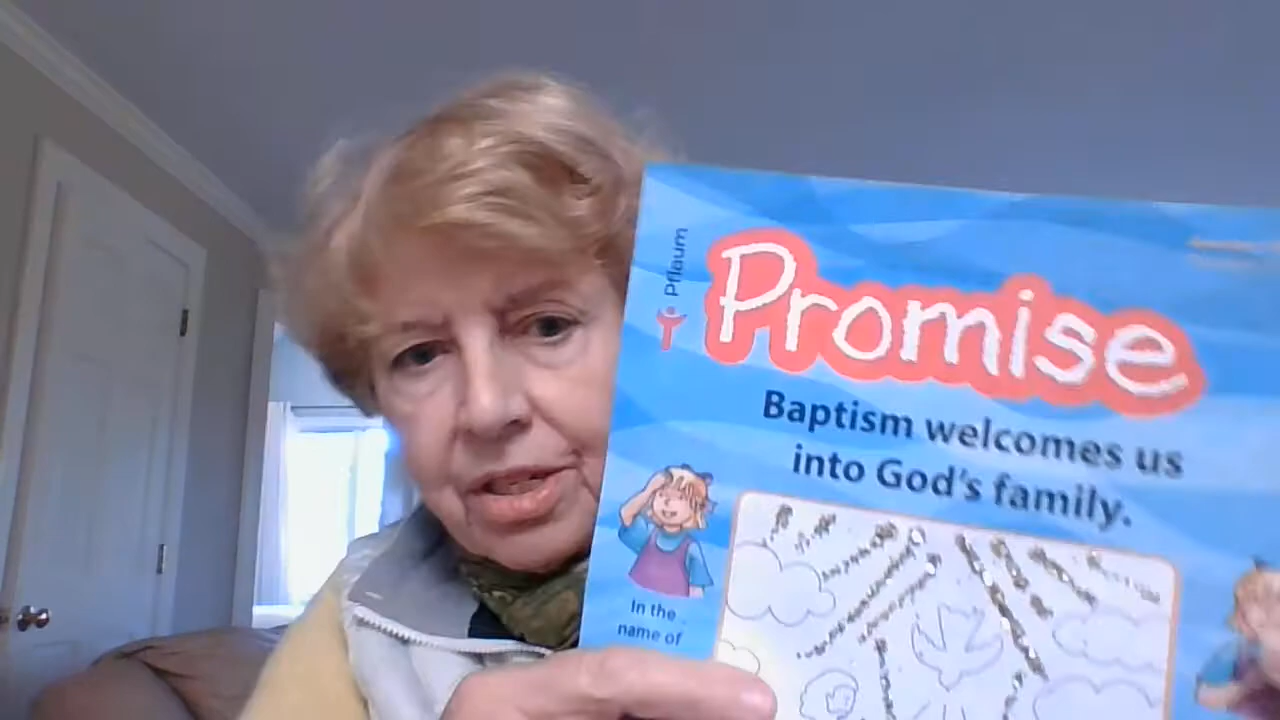 Pflaum
Promise
Baptism welcomes us
into God's family.
In the
name of